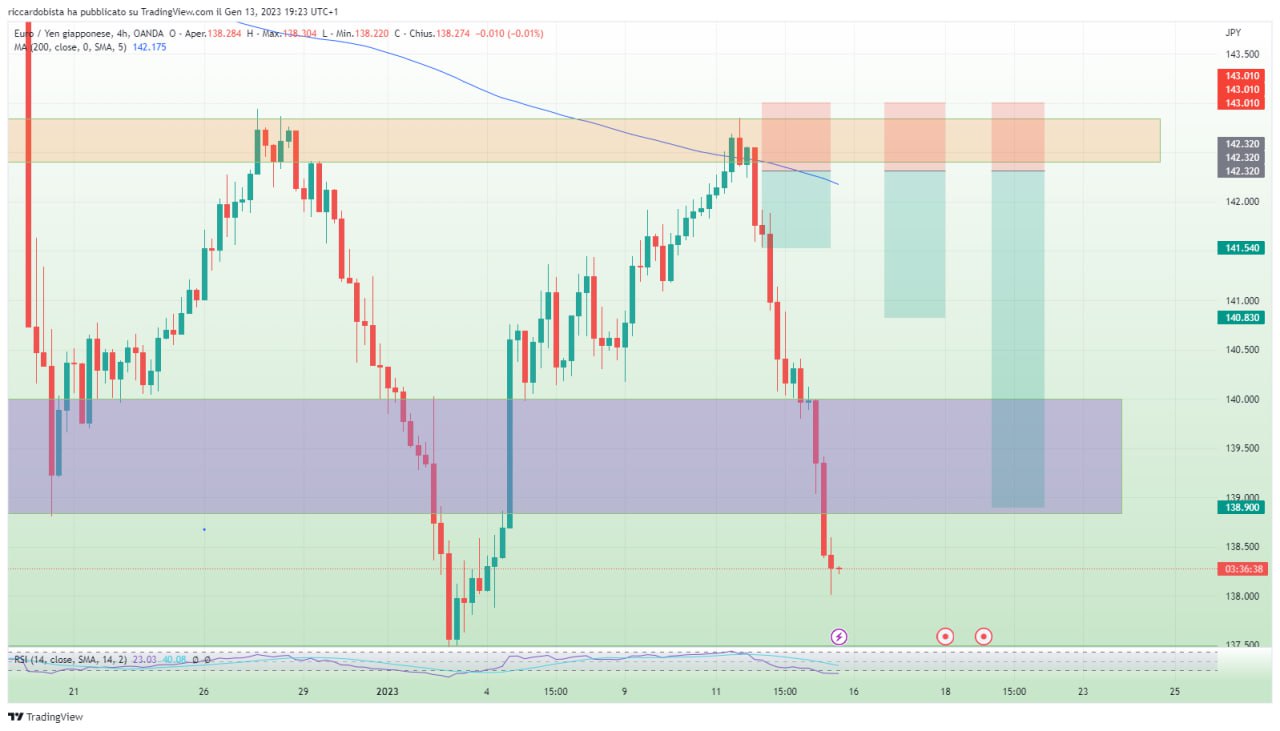 riccardobista ha pubblicato su TradingView.com il Gen 13, 2023 19:23 UTC+1
Euro / Yen giapponese, 4h, OANDA O - Aper.138.284 H - Max.138.304 L - Min.138.220 C - Chius.138.274 −0.010 (−0.01%)
MA (200, close, 0, SMA, 5) 142.175
JPY
143.500
143.010
143.010
143.010
142.320
142.320
142.320
142.000
141.540
141.000
140.830
140.500
140.000
139.500
139.000
138.900
138.500
03:36:38
138.000
137.500
RSI (14, close, SMA, 14, 2) 23.03 40.08 Ø Ø
21 26 29 2023 4 15:00 9 11 15:00 16 18 15:00 23 25
TradingView